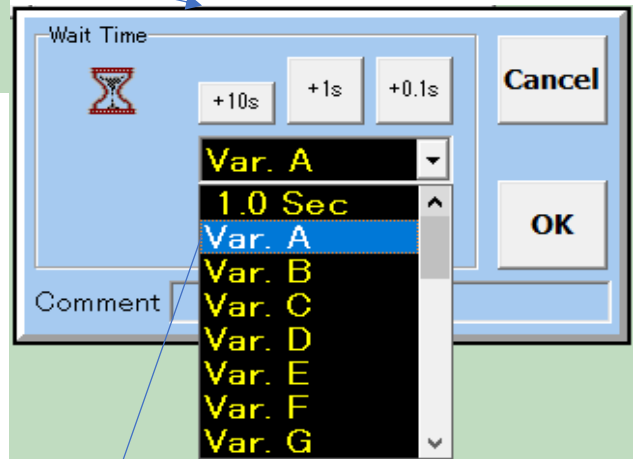 Wait Time
+10s
+1s
+0.1s
Cancel
Var. A
1.0 Sec
Var. A
Var. B
Var. C
Var. D
Var. E
Var. F
Var. G
OK
Comment